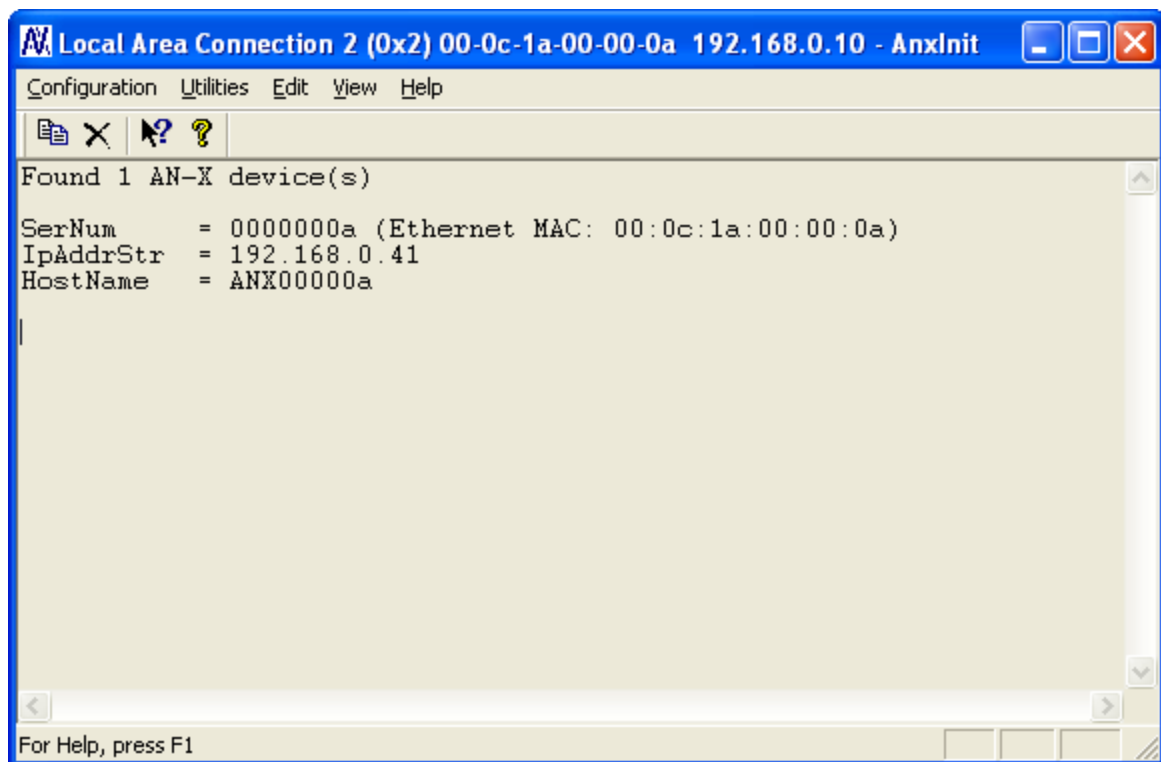 Local Area Connection 2 (0x2) 00-0c-1a-00-00-0a 192.168.0.10 - AnxInit
Configuration Utilities Edit View Help
Found 1 AN-X device(s)
SerNum = 0000000a (Ethernet MAC: 00:0c:1a:00:00:0a)
IpAddrStr = 192.168.0.41
HostName = ANX00000a
For Help, press F1